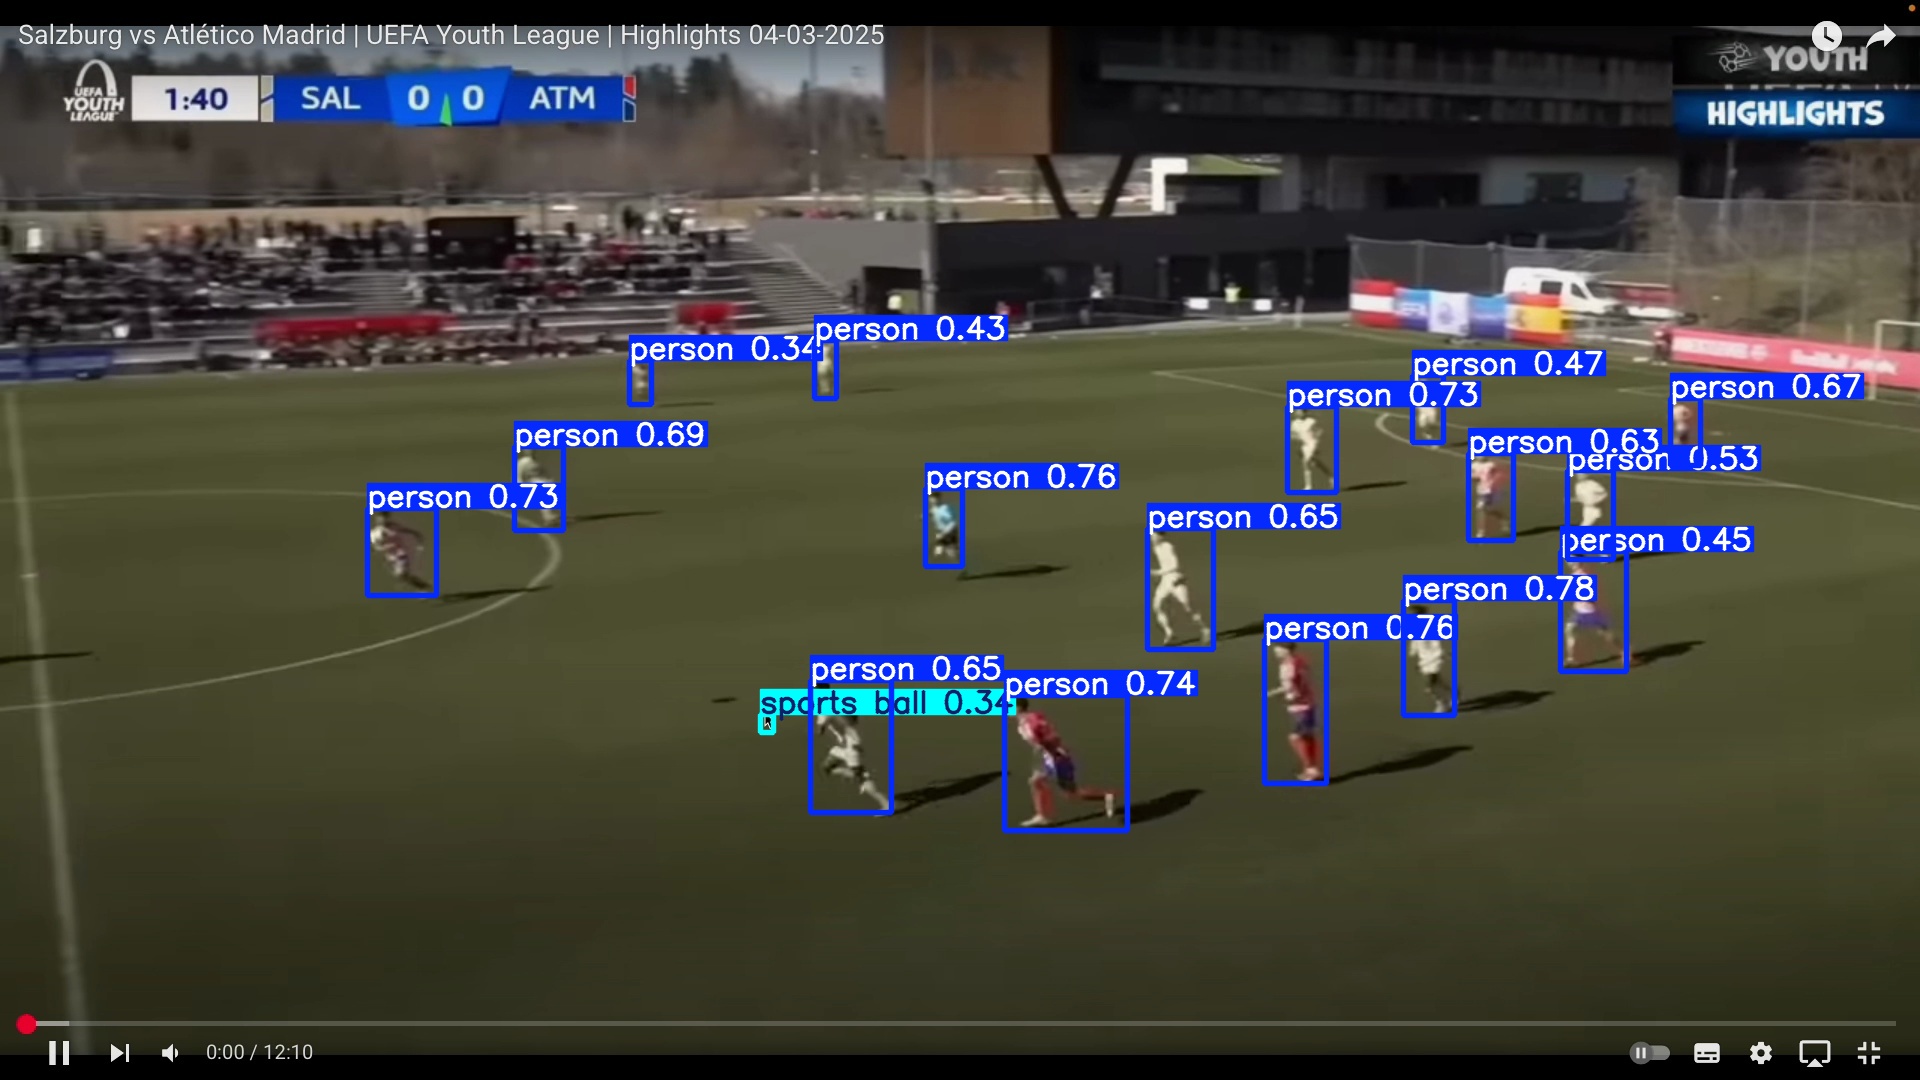 Salzburg vs Atlético Madrid | UEFA Youth League | Highlights 04-03-2025
UEFA
YOUTH
LEAGUE
1:40 SAL 0 0 ATM
YOUTH
HIGHLIGHTS
person 0.43
person 0.34
person 0.47
person 0.67
person 0.73
person 0.69
person 0.63
person 0.53
person 0.76
person 0.73
person 0.65
person 0.45
person 0.78
person 0.76
person 0.65
person 0.74
sports ball 0.34
0:00 / 12:10